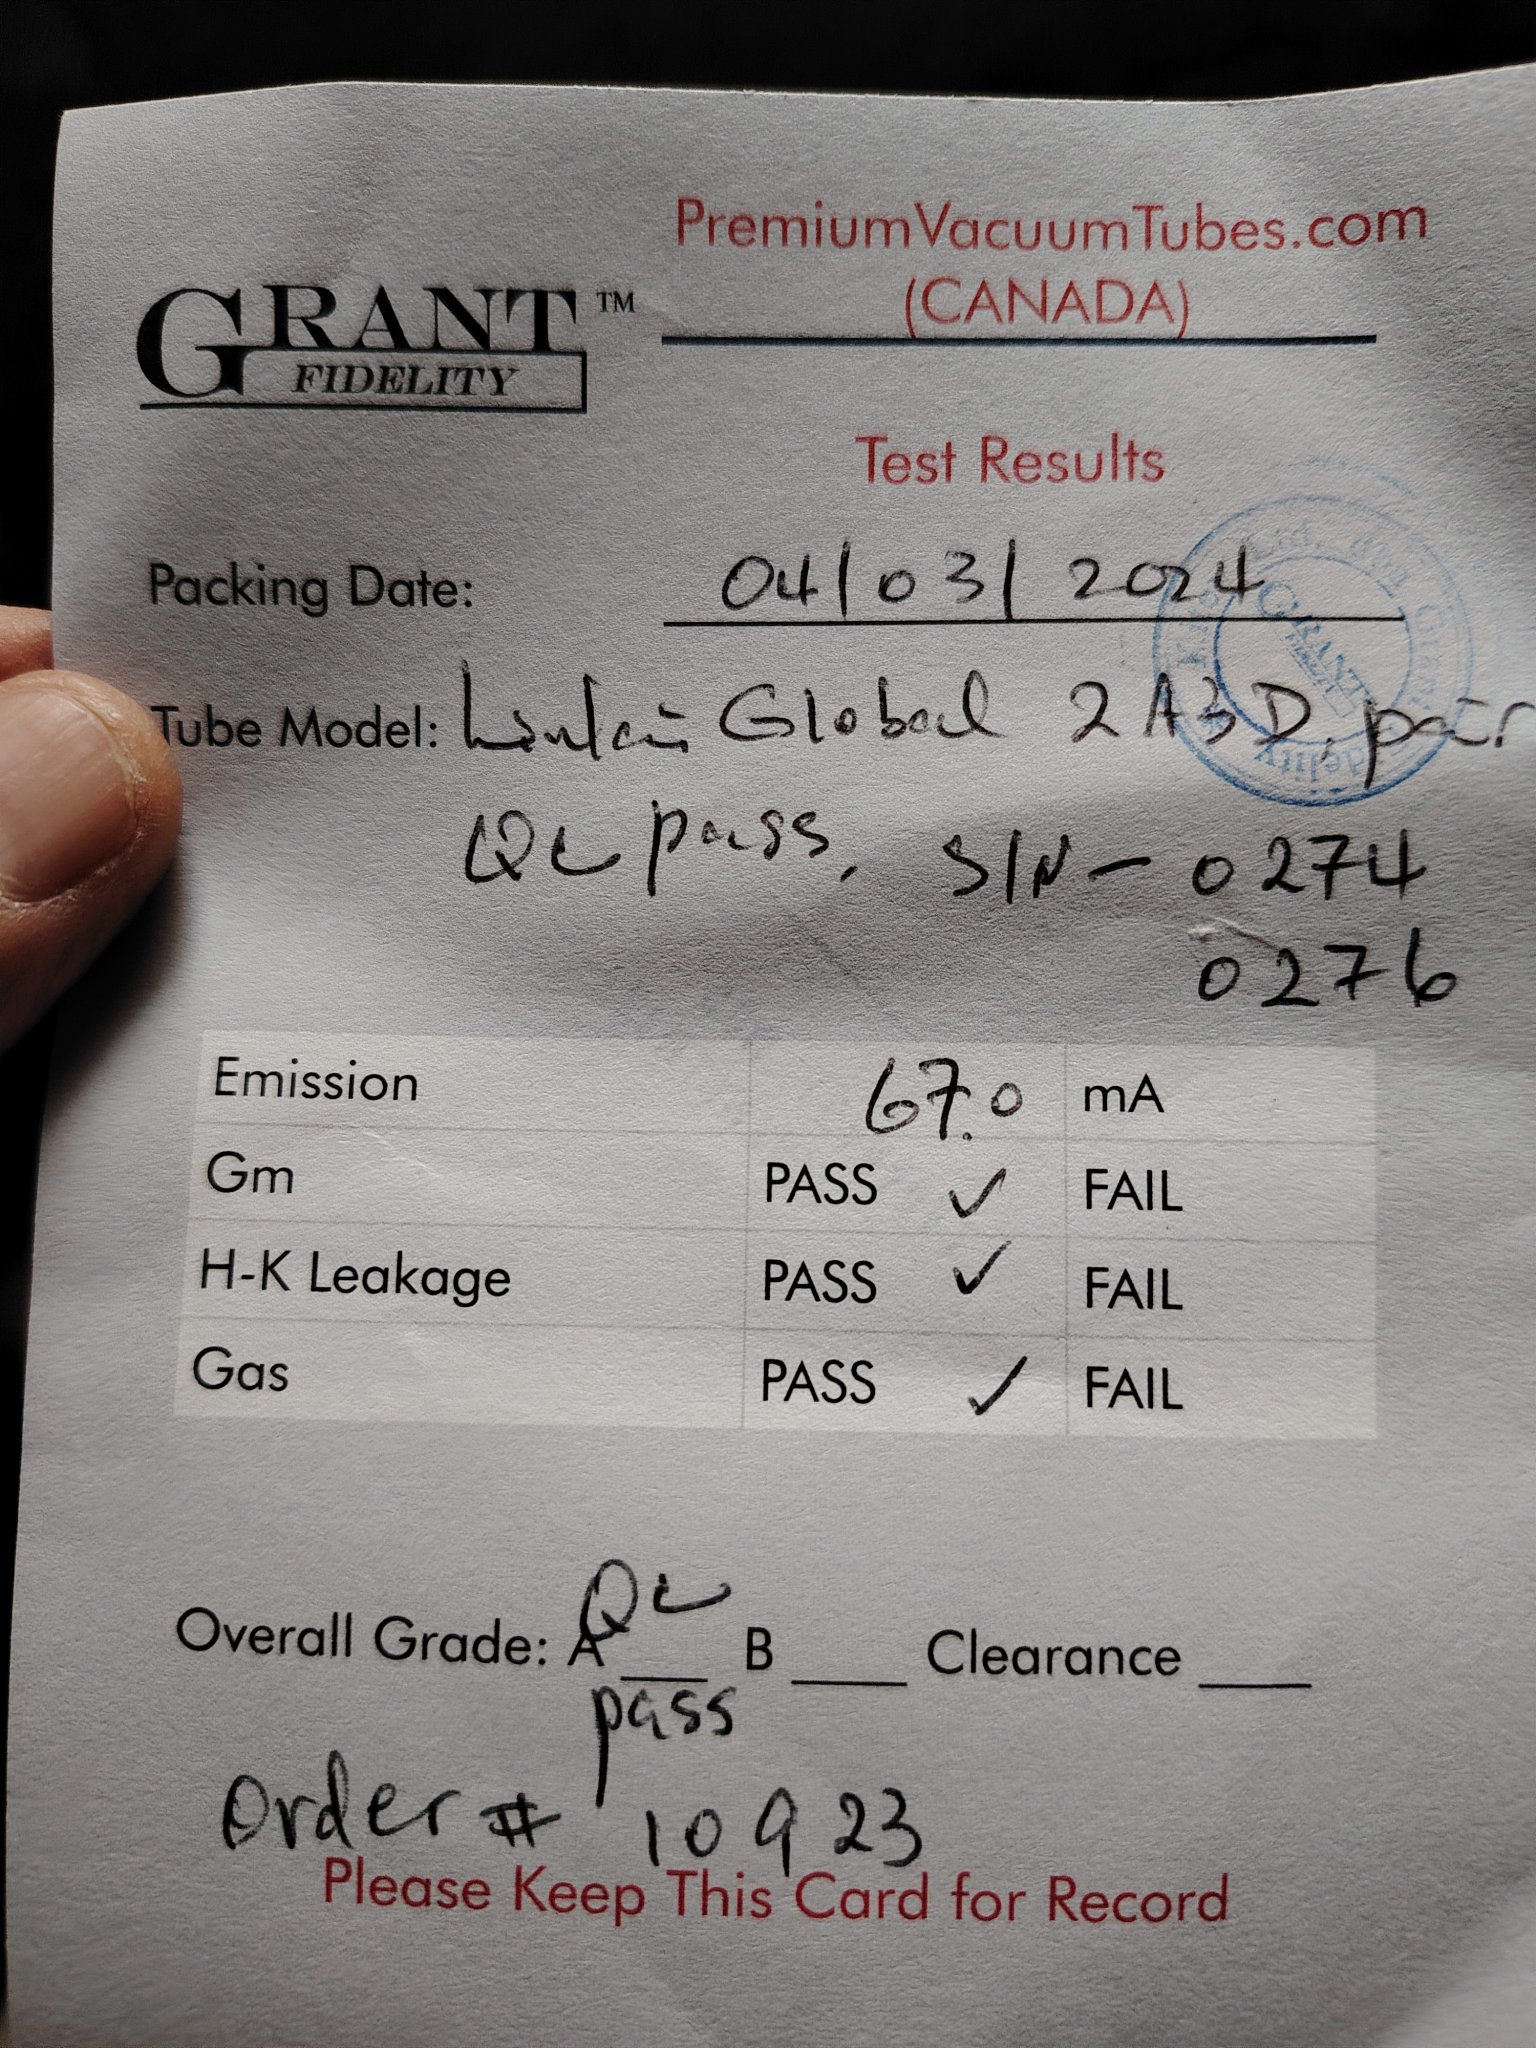 PremiumVacuumTubes.com
(CANADA)
GRANT™
FIDELITY
Test Results
Packing Date: 04/03/2024
Tube Model: Linlai Global 2A3D, pair
QC pass, S/N - 0274
0276
Emission 67.0 mA
Gm PASS ✓ FAIL
H-K Leakage PASS ✓ FAIL
Gas PASS ✓ FAIL
QC
Overall Grade: A ___ B ___ Clearance ___
pass
Order # 10923
Please Keep This Card for Record